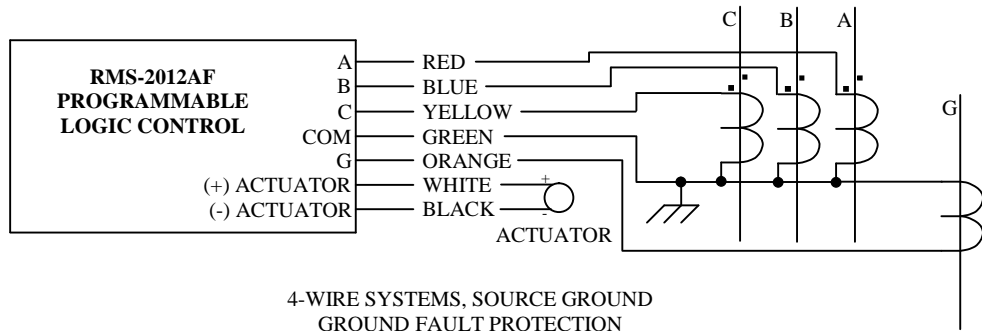 C B A
A RED
RMS-2012AF
PROGRAMMABLE
LOGIC CONTROL
B BLUE
C YELLOW
G
COM GREEN
G ORANGE
(+) ACTUATOR WHITE +
(-) ACTUATOR BLACK -
ACTUATOR
4-WIRE SYSTEMS, SOURCE GROUND
GROUND FAULT PROTECTION